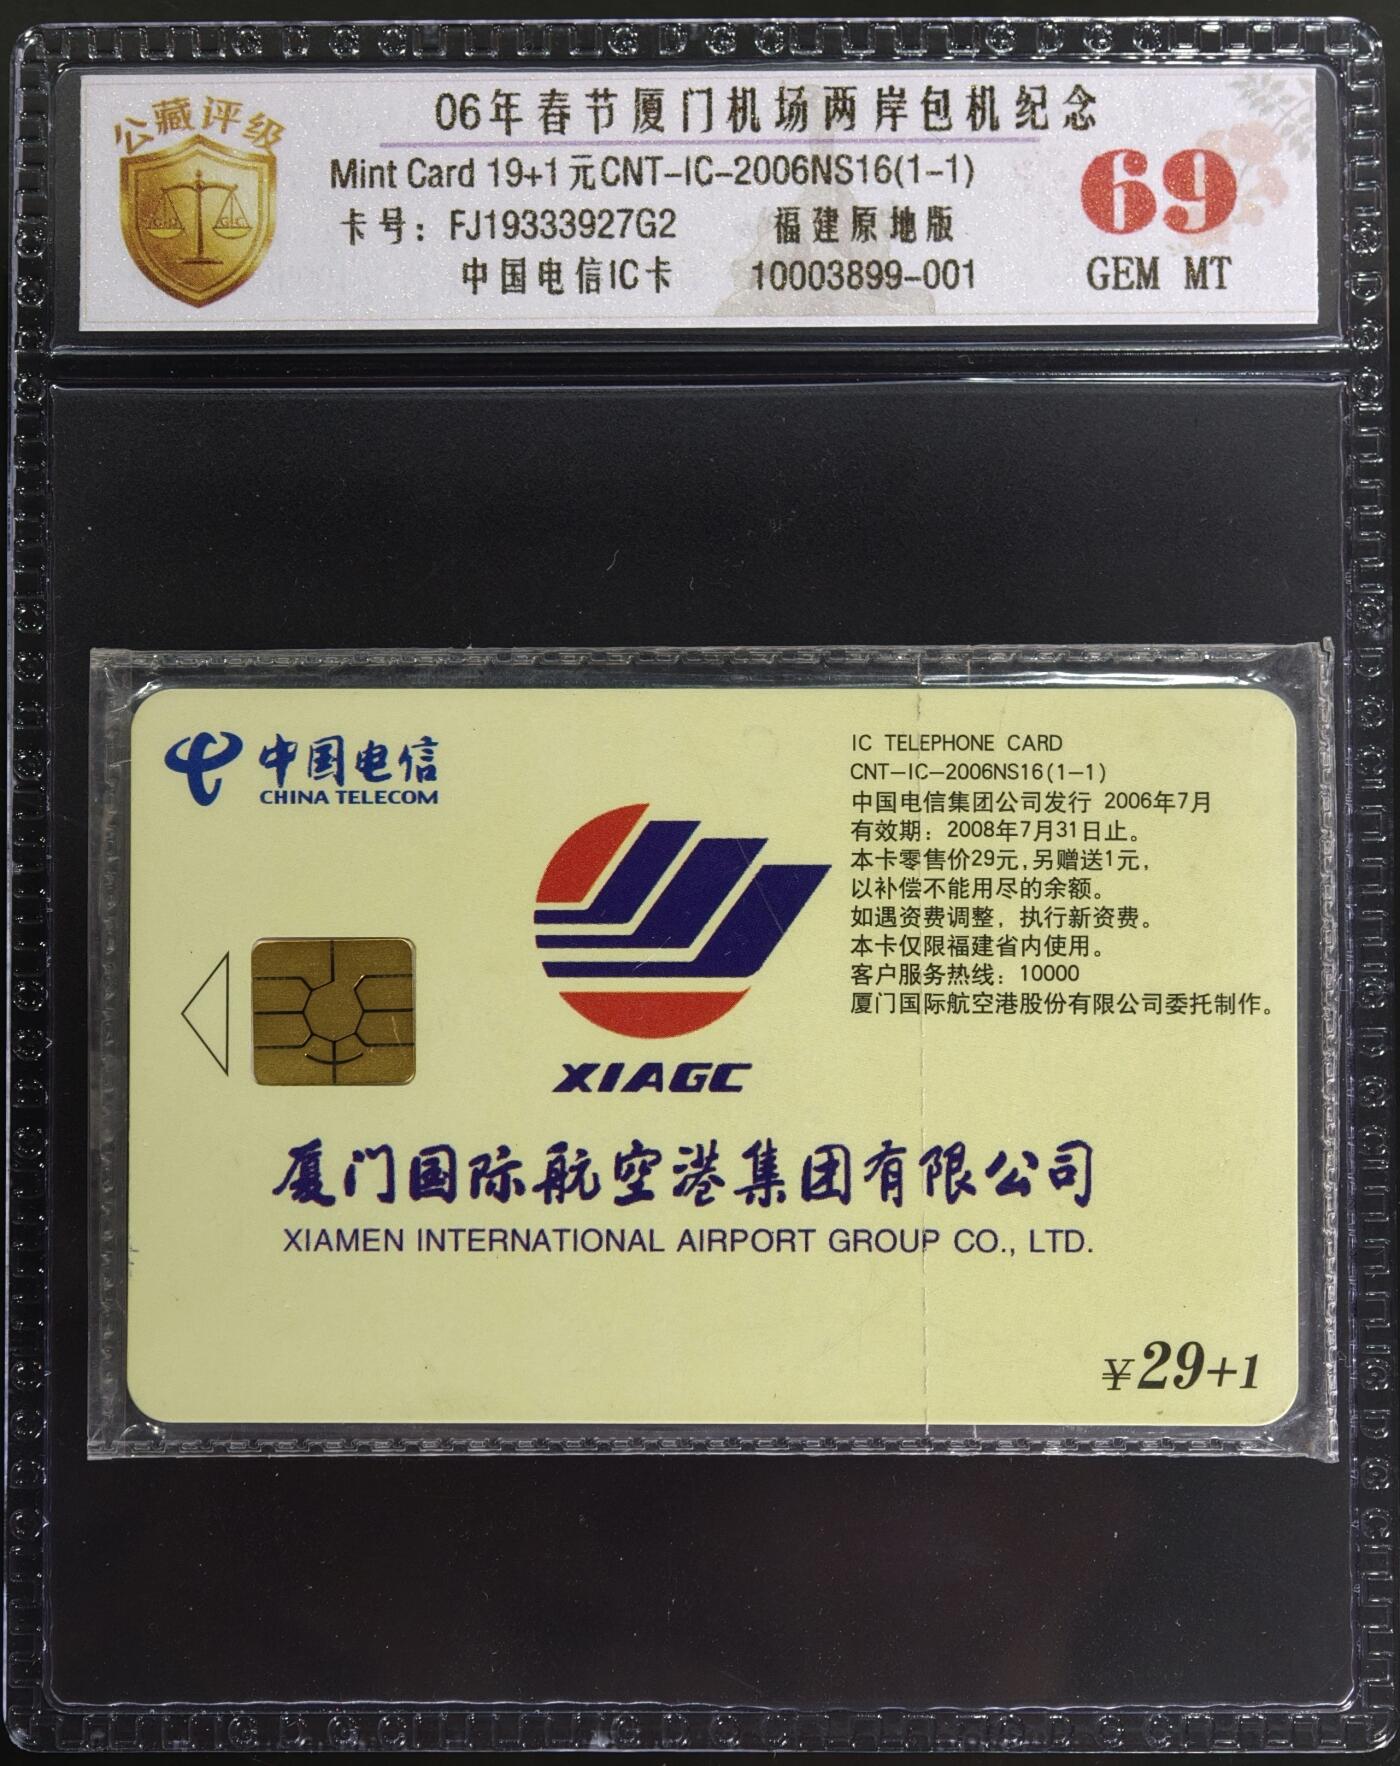 公藏评级
06年春节厦门机场两岸包机纪念
Mint Card 19+1元CNT-IC-2006NS16(1-1)
卡号：FJ19333927G2 福建原地版
中国电信IC卡 10003899-001
69
GEM MT
中国电信
CHINA TELECOM
IC TELEPHONE CARD
CNT-IC-2006NS16(1-1)
中国电信集团公司发行 2006年7月
有效期：2008年7月31日止。
本卡零售价29元,另赠送1元,
以补偿不能用尽的余额。
如遇资费调整，执行新资费。
本卡仅限福建省内使用。
客户服务热线：10000
厦门国际航空港股份有限公司委托制作。
XIAGC
厦门国际航空港集团有限公司
XIAMEN INTERNATIONAL AIRPORT GROUP CO., LTD.
¥29+1